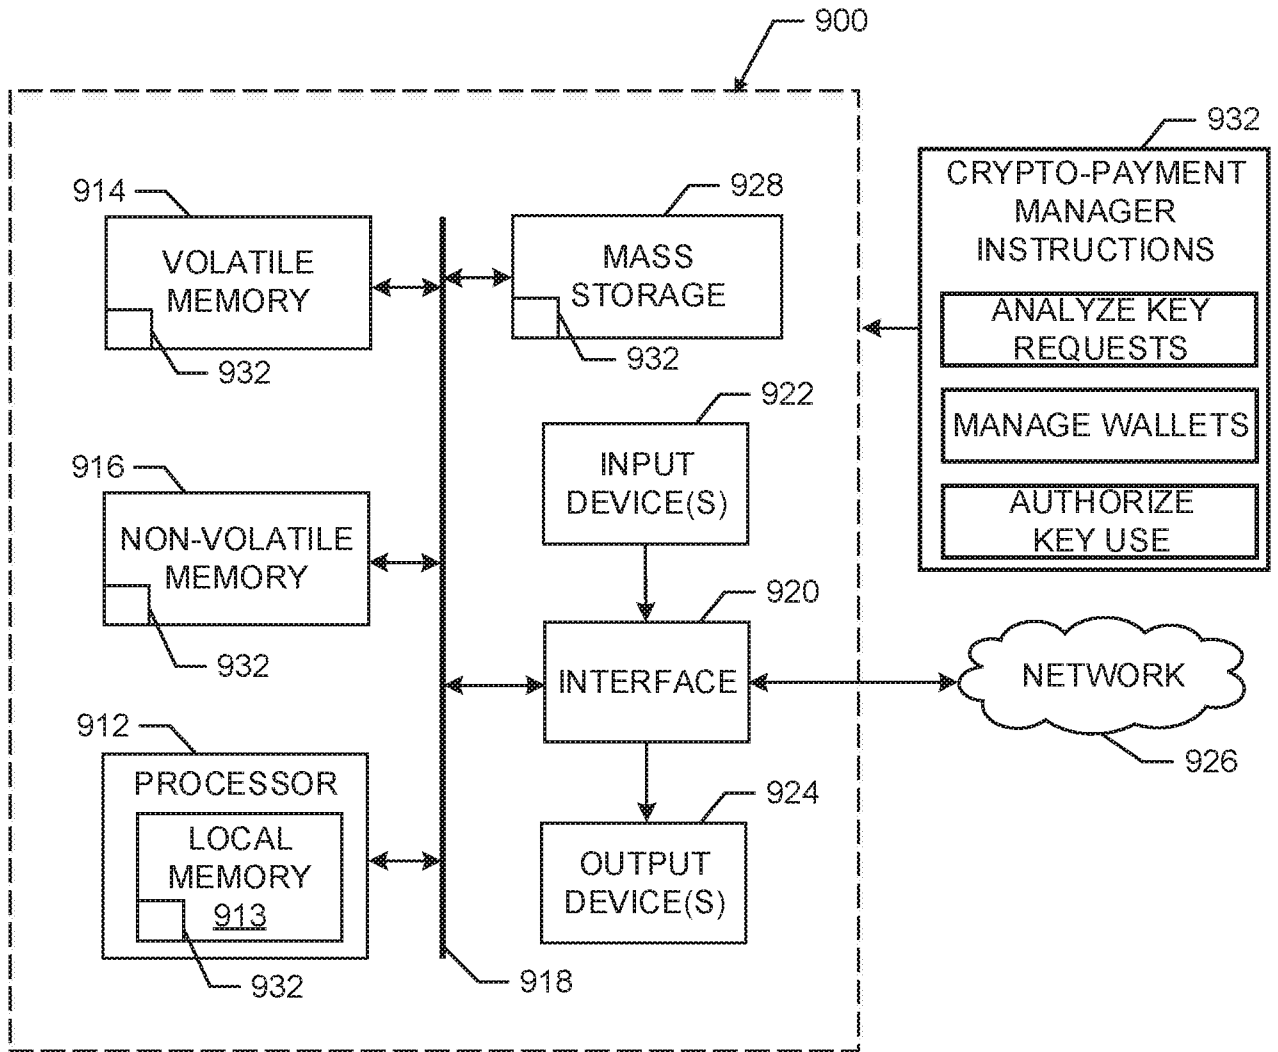 900
932
CRYPTO-PAYMENT
MANAGER
INSTRUCTIONS
ANALYZE KEY
REQUESTS
MANAGE WALLETS
AUTHORIZE
KEY USE
914
VOLATILE
MEMORY
932
928
MASS
STORAGE
932
922
INPUT
DEVICE(S)
916
NON-VOLATILE
MEMORY
932
920
INTERFACE
NETWORK
926
912
PROCESSOR
LOCAL
MEMORY
913
932
924
OUTPUT
DEVICE(S)
918